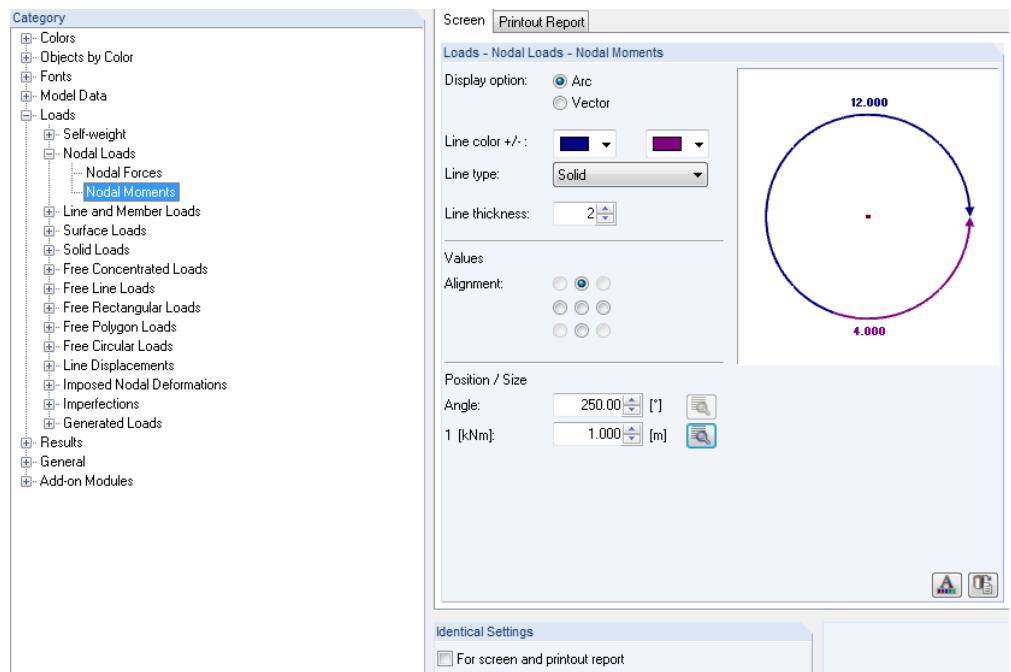 Category
Colors
Objects by Color
Fonts
Model Data
Loads
Self-weight
Nodal Loads
Nodal Forces
Nodal Moments
Line and Member Loads
Surface Loads
Solid Loads
Free Concentrated Loads
Free Line Loads
Free Rectangular Loads
Free Polygon Loads
Free Circular Loads
Line Displacements
Imposed Nodal Deformations
Imperfections
Generated Loads
Results
General
Add-on Modules
Screen
Printout Report
Loads - Nodal Loads - Nodal Moments
Display option:
Arc
Vector
Line color +/- :
Line type:
Solid
Line thickness:
2
Values
Alignment:
Position / Size
Angle:
250.00
[°]
1 [kNm]:
1.000
[m]
12.000
4.000
A
Identical Settings
For screen and printout report